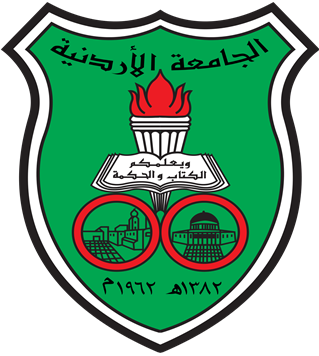 الجامعة الأردنية
ويعلمكم
الكتاب والحكمة
١٣٨٢هـ ١٩٦٢م